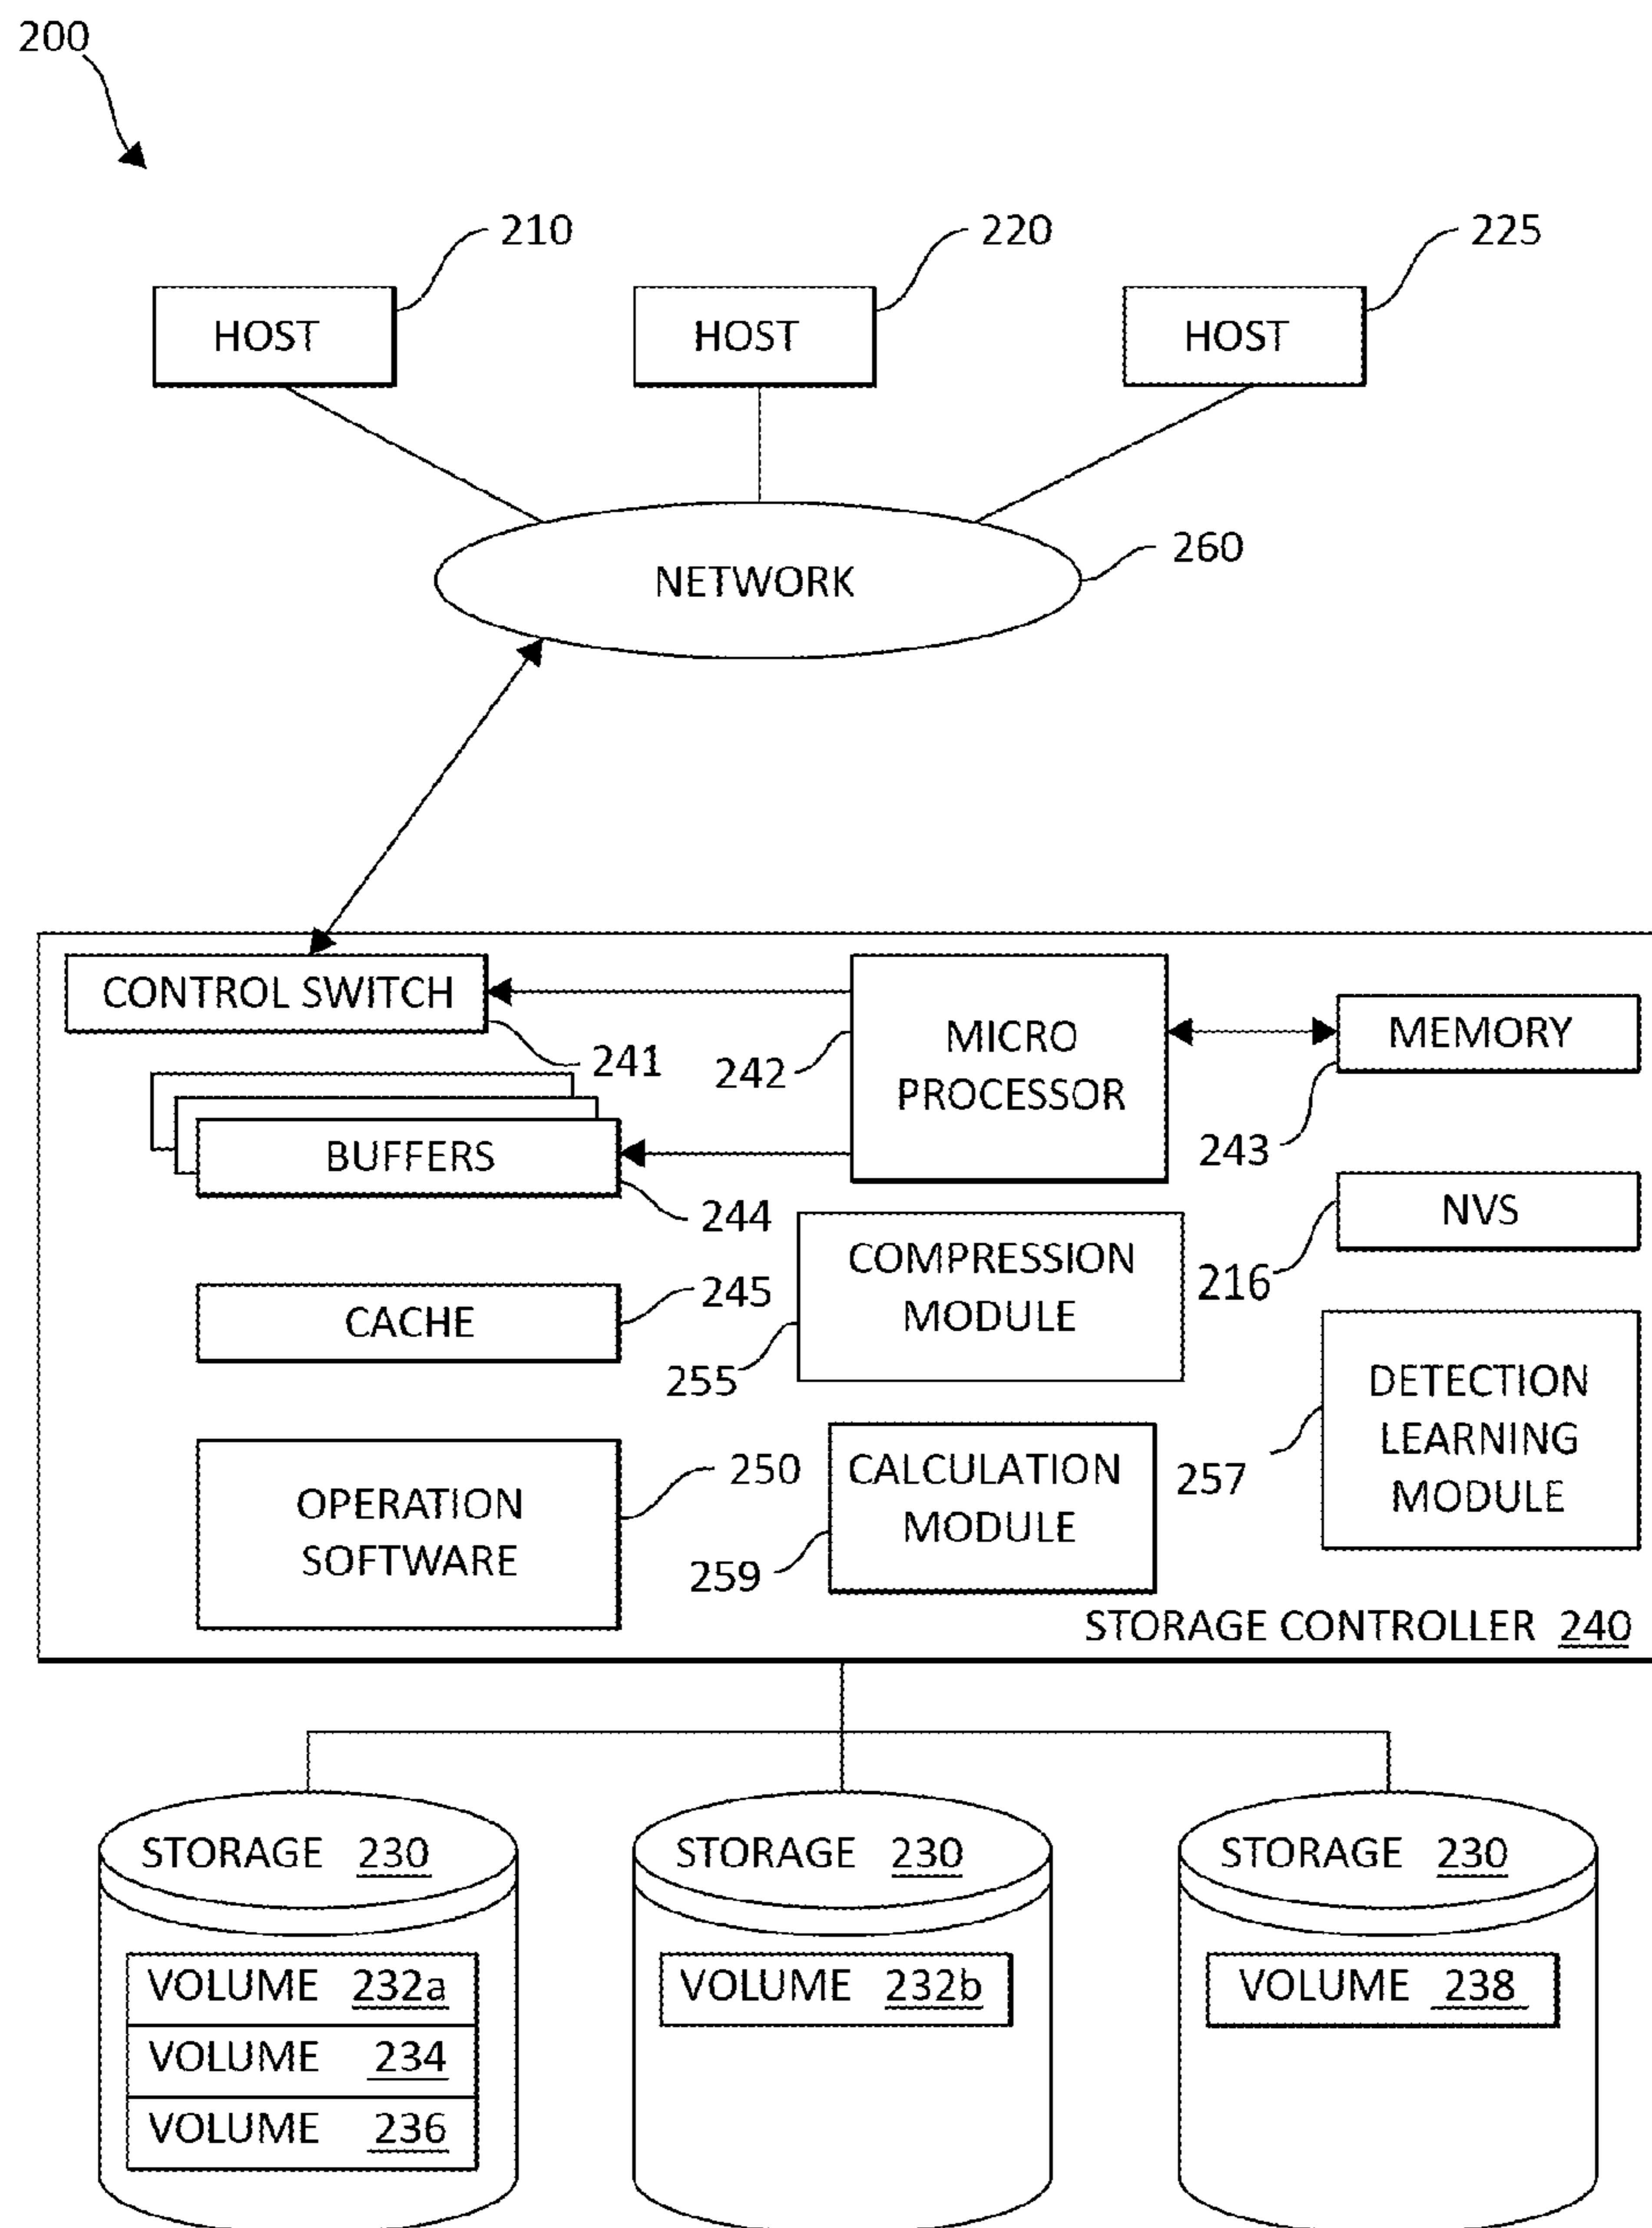 200
210
220
225
HOST
HOST
HOST
260
NETWORK
CONTROL SWITCH
241
242
MICRO
PROCESSOR
MEMORY
243
BUFFERS
244
NVS
216
COMPRESSION
MODULE
255
CACHE
245
DETECTION
LEARNING
MODULE
257
OPERATION
SOFTWARE
250
CALCULATION
MODULE
259
STORAGE CONTROLLER 240
STORAGE 230
STORAGE 230
STORAGE 230
VOLUME 232a
VOLUME 234
VOLUME 236
VOLUME 232b
VOLUME 238